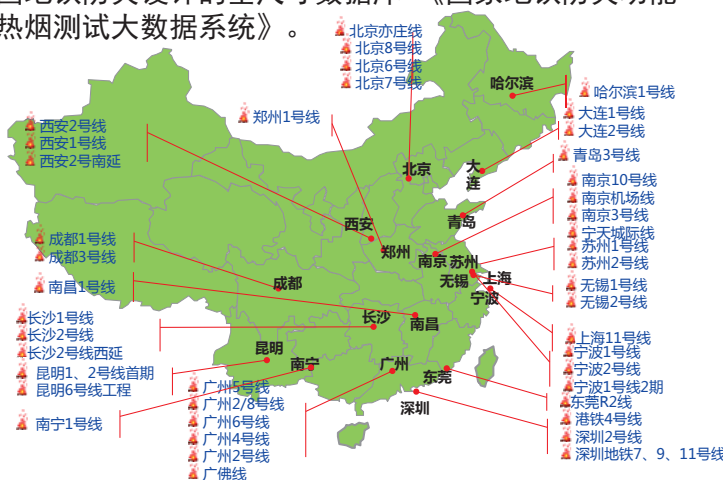 热烟测试大数据系统》。
北京亦庄线
北京8号线
北京6号线
北京7号线
哈尔滨
哈尔滨1号线
大连1号线
大连2号线
郑州1号线
西安2号线
西安1号线
西安2号南延
青岛3号线
北京
大连
南京10号线
南京机场线
南京3号线
宁天城际线
青岛
西安
郑州
成都1号线
成都3号线
苏州1号线
苏州2号线
南京
苏州
无锡
上海
宁波
成都
南昌1号线
无锡1号线
无锡2号线
长沙1号线
长沙2号线
长沙2号线西延
长沙
南昌
上海11号线
宁波1号线
宁波2号线
宁波1号线2期
昆明
昆明1、2号线首期
昆明6号线工程
南宁
广州
东莞
深圳
广州5号线
广州2/8号线
广州6号线
广州4号线
广州2号线
广佛线
南宁1号线
东莞R2线
港铁4号线
深圳2号线
深圳地铁7、9、11号线